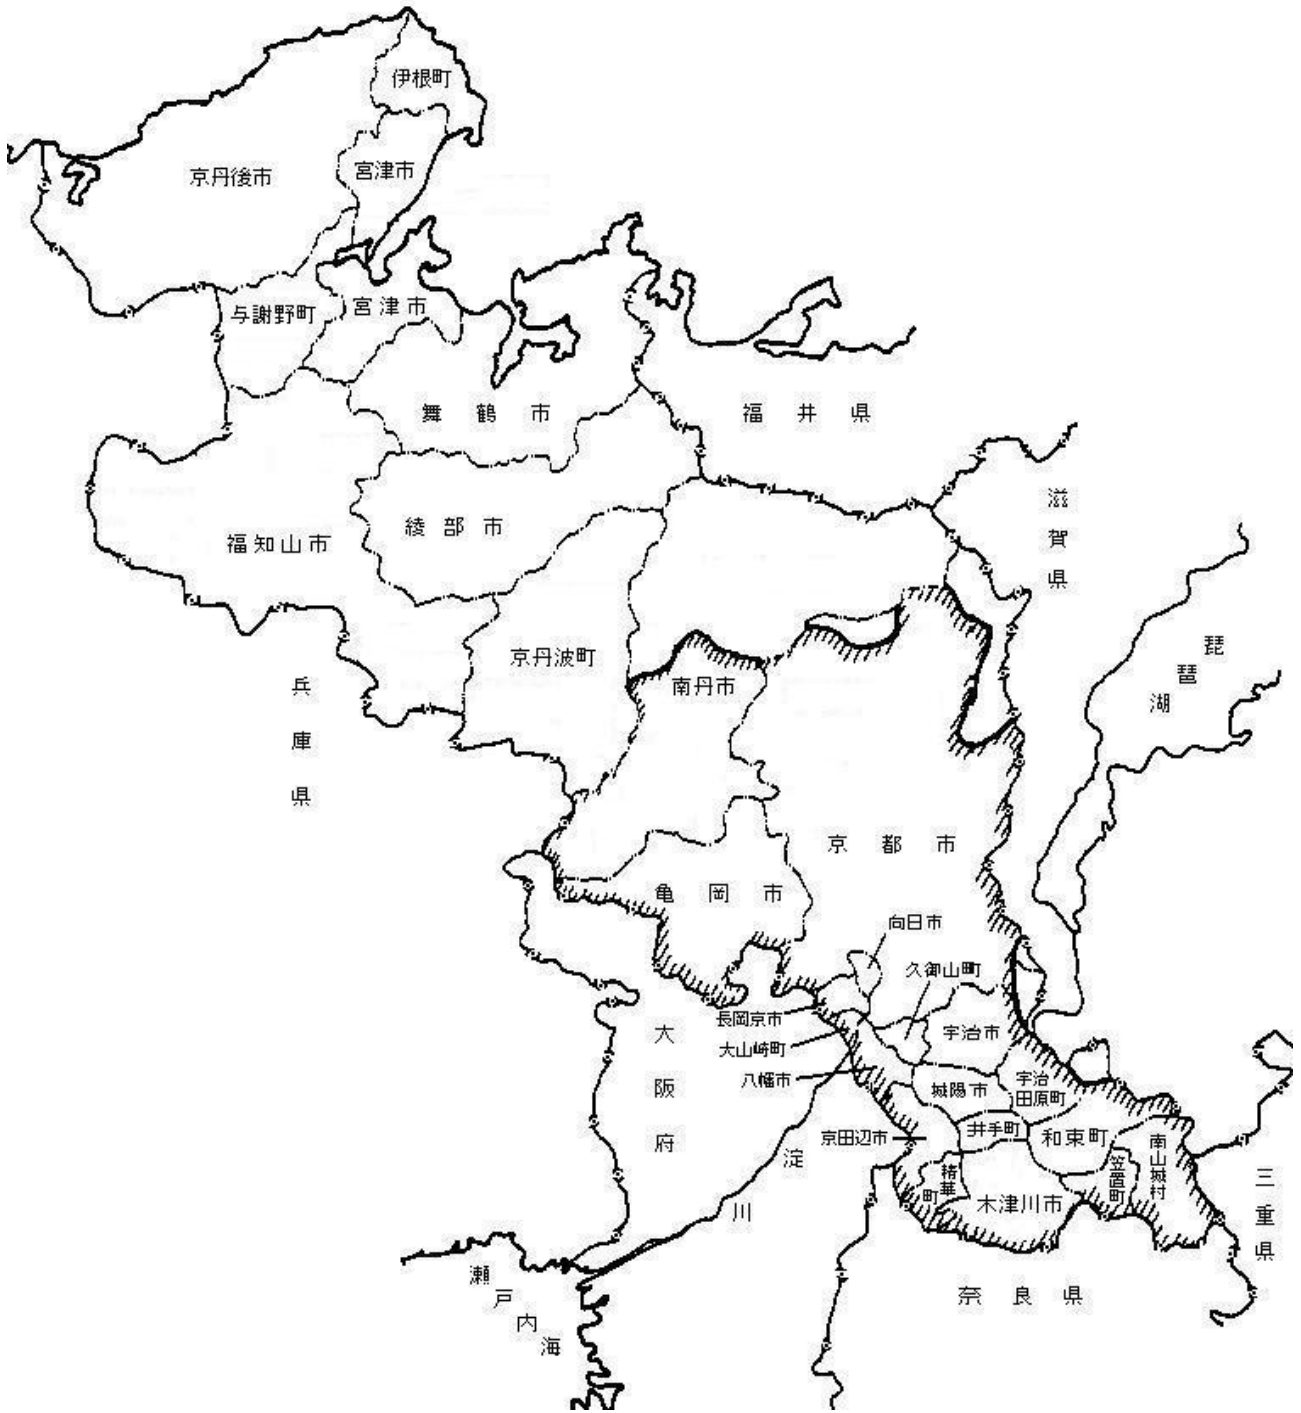 伊根町
京丹後市
宮津市
与謝野町
宮津市
舞鶴市
福井県
滋賀県
綾部市
福知山市
京丹波町
南丹市
琵琶湖
兵庫県
京都市
亀岡市
向日市
久御山町
長岡京市
大山崎町
八幡市
宇治市
城陽市
宇治
田原町
井手町
和束町
京田辺市
精華
町
木津川市
笠置町
南山城村
大阪府
淀川
三重県
奈良県
瀬戸内海